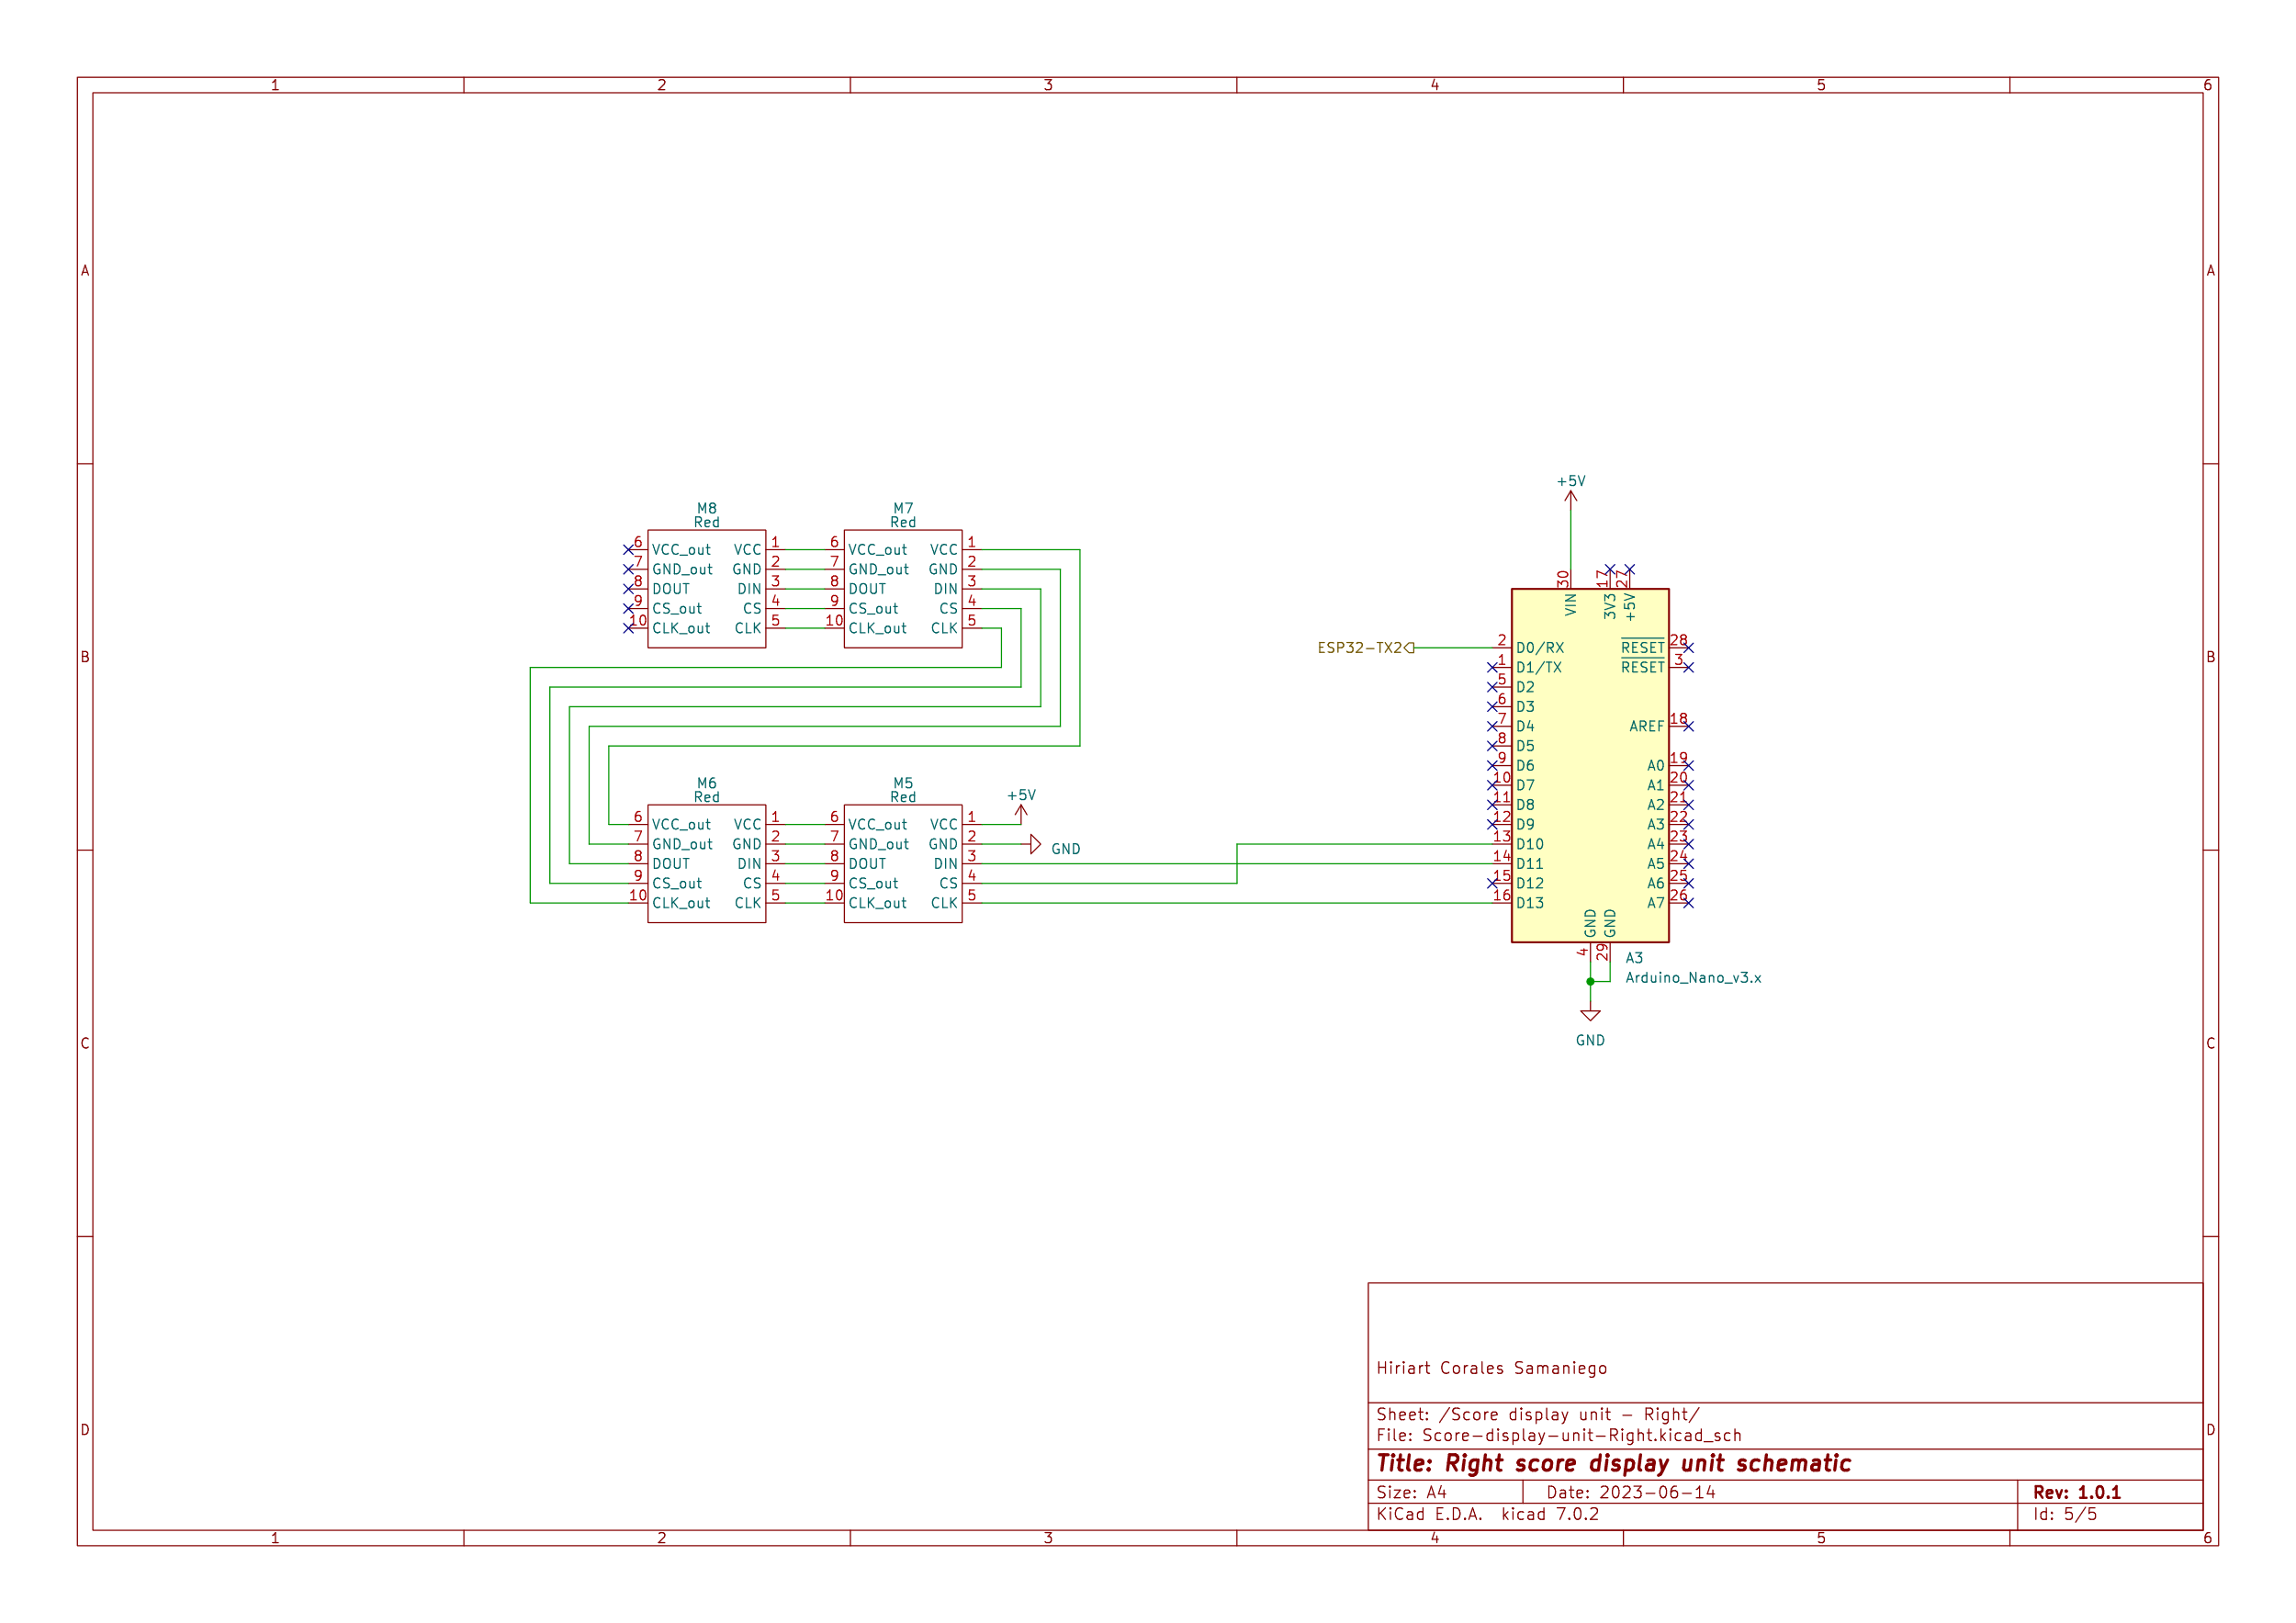 1 2 3 4 5 6
A A
B B
C C
D D
M8
Red
6 VCC_out VCC 1
7 GND_out GND 2
8 DOUT DIN 3
9 CS_out CS 4
10 CLK_out CLK 5
M7
Red
6 VCC_out VCC 1
7 GND_out GND 2
8 DOUT DIN 3
9 CS_out CS 4
10 CLK_out CLK 5
M6
Red
6 VCC_out VCC 1
7 GND_out GND 2
8 DOUT DIN 3
9 CS_out CS 4
10 CLK_out CLK 5
M5
Red
6 VCC_out VCC 1
7 GND_out GND 2
8 DOUT DIN 3
9 CS_out CS 4
10 CLK_out CLK 5
+5V
GND
+5V
30 17 27
VIN 3V3 +5V
ESP32-TX2
2 D0/RX RESET 28
1 D1/TX RESET 3
5 D2
6 D3
7 D4 AREF 18
8 D5
9 D6 A0 19
10 D7 A1 20
11 D8 A2 21
12 D9 A3 22
13 D10 A4 23
14 D11 A5 24
15 D12 A6 25
16 D13 A7 26
GND GND
4 29
A3
Arduino_Nano_v3.x
GND
Hiriart Corales Samaniego
Sheet: /Score display unit - Right/
File: Score-display-unit-Right.kicad_sch
Title: Right score display unit schematic
Size: A4 Date: 2023-06-14 Rev: 1.0.1
KiCad E.D.A. kicad 7.0.2 Id: 5/5
1 2 3 4 5 6